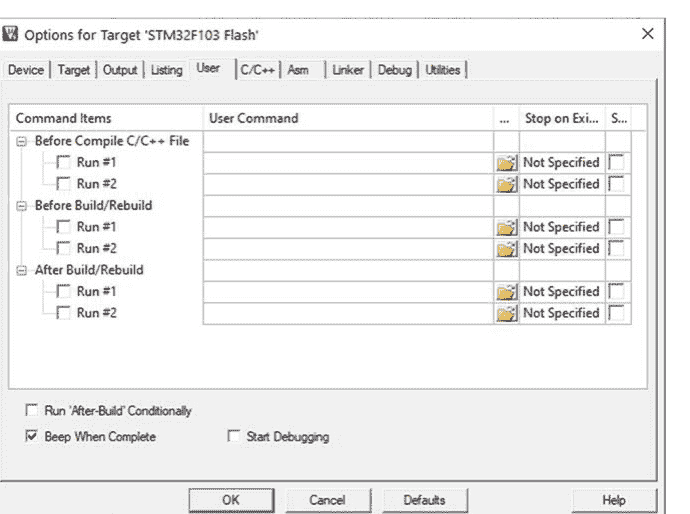 Options for Target 'STM32F103 Flash'
Device Target Output Listing User C/C++ Asm Linker Debug Utilities
Command Items User Command ... Stop on Exi... S...
Before Compile C/C++ File
Run #1 Not Specified
Run #2 Not Specified
Before Build/Rebuild
Run #1 Not Specified
Run #2 Not Specified
After Build/Rebuild
Run #1 Not Specified
Run #2 Not Specified
Run 'After-Build' Conditionally
Beep When Complete Start Debugging
OK Cancel Defaults Help